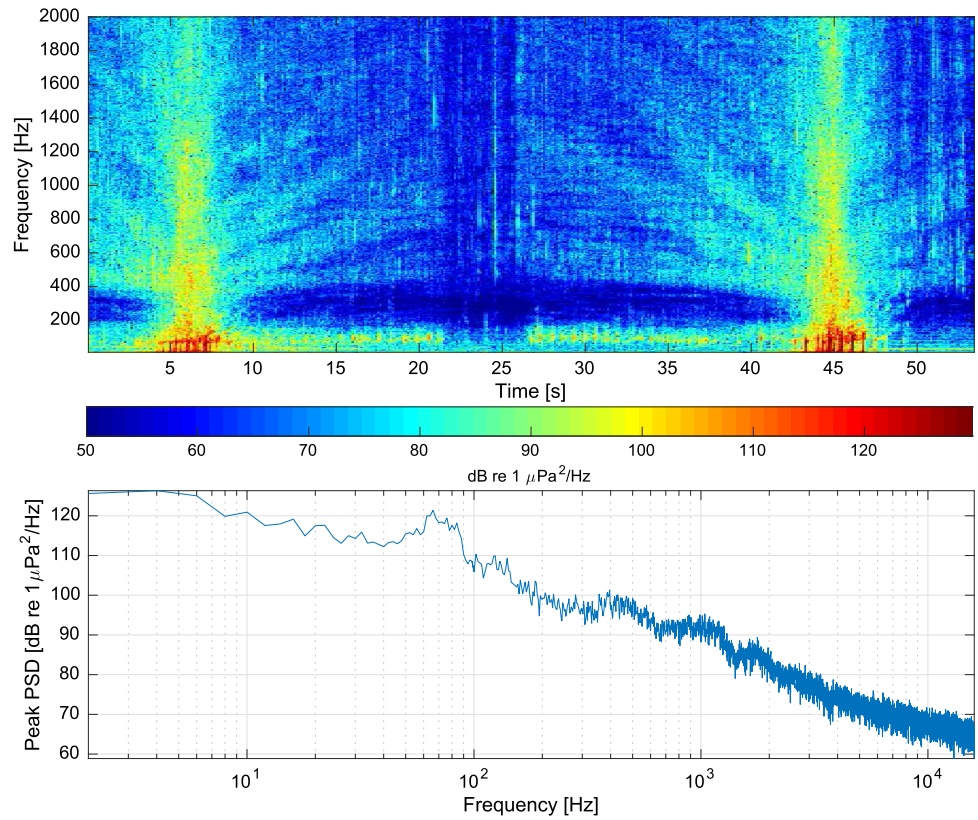 2000
1800
1600
1400
1200
1000
800
600
400
200
Frequency [Hz]
5 10 15 20 25 30 35 40 45 50
Time [s]
50 60 70 80 90 100 110 120
dB re 1 μPa²/Hz
120
110
100
90
80
70
60
Peak PSD [dB re 1 μPa²/Hz]
10¹ 10² 10³ 10⁴
Frequency [Hz]